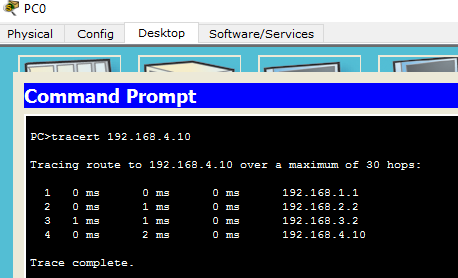 PC0
Physical Config Desktop Software/Services
Command Prompt
PC>tracert 192.168.4.10
Tracing route to 192.168.4.10 over a maximum of 30 hops:
1 0 ms 0 ms 0 ms 192.168.1.1
2 0 ms 1 ms 0 ms 192.168.2.2
3 1 ms 1 ms 0 ms 192.168.3.2
4 0 ms 2 ms 0 ms 192.168.4.10
Trace complete.